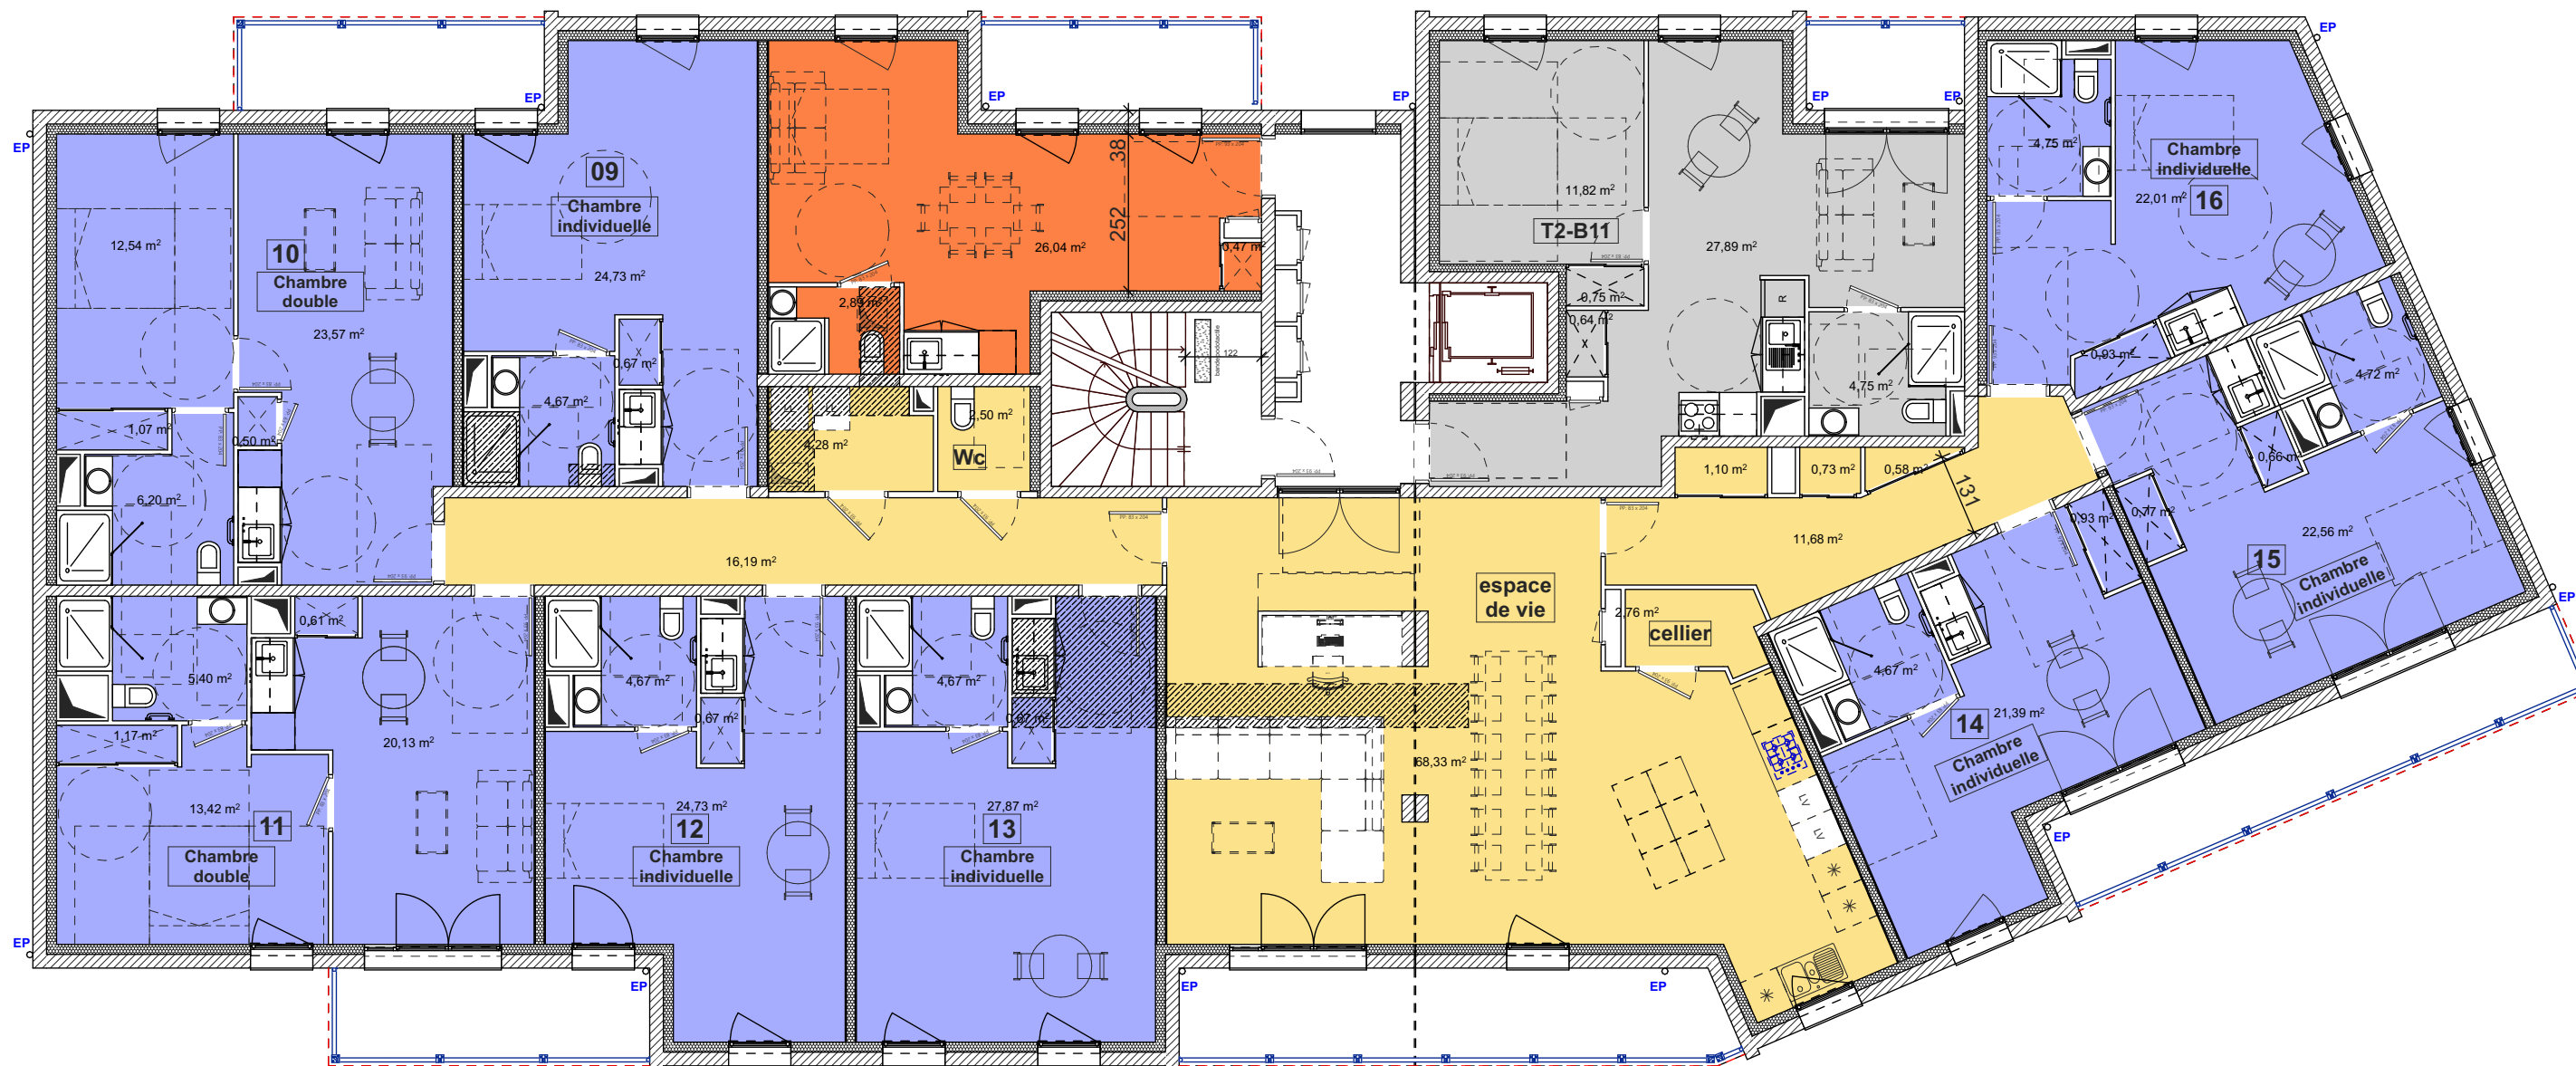 EP
EP
EP
EP
EP
EP
EP
EP
09
Chambre
individuelle
24,73 m²
0,67 m²
4,67 m²
12,54 m²
10
Chambre
double
23,57 m²
1,07 m²
0,50 m²
6,20 m²
38
252
26,04 m²
0,47 m²
2,89 m²
4,28 m²
2,50 m²
Wc
122
T2-B11
11,82 m²
27,89 m²
0,75 m²
0,64 m²
R
4,75 m²
4,75 m²
Chambre
individuelle
22,01 m²
16
0,93 m²
4,72 m²
0,66 m²
1,10 m²
0,73 m²
0,58 m²
131
11,68 m²
0,93 m²
0,77 m²
22,56 m²
15
Chambre
individuelle
16,19 m²
espace
de vie
2,76 m²
cellier
68,33 m²
LV
LV
4,67 m²
14
21,39 m²
Chambre
individuelle
0,61 m²
5,40 m²
1,17 m²
20,13 m²
13,42 m²
11
Chambre
double
4,67 m²
0,67 m²
24,73 m²
12
Chambre
individuelle
4,67 m²
0,67 m²
27,87 m²
13
Chambre
individuelle
EP
EP
EP
EP
EP
EP